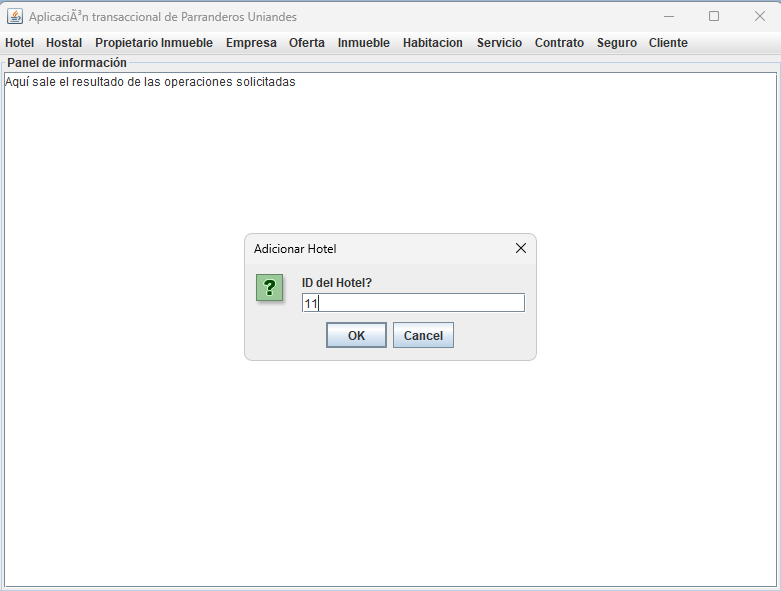 AplicaciÃ³n transaccional de Parranderos Uniandes
Hotel Hostal Propietario Inmueble Empresa Oferta Inmueble Habitacion Servicio Contrato Seguro Cliente
Panel de información
Aquí sale el resultado de las operaciones solicitadas
Adicionar Hotel
?
ID del Hotel?
11
OK Cancel